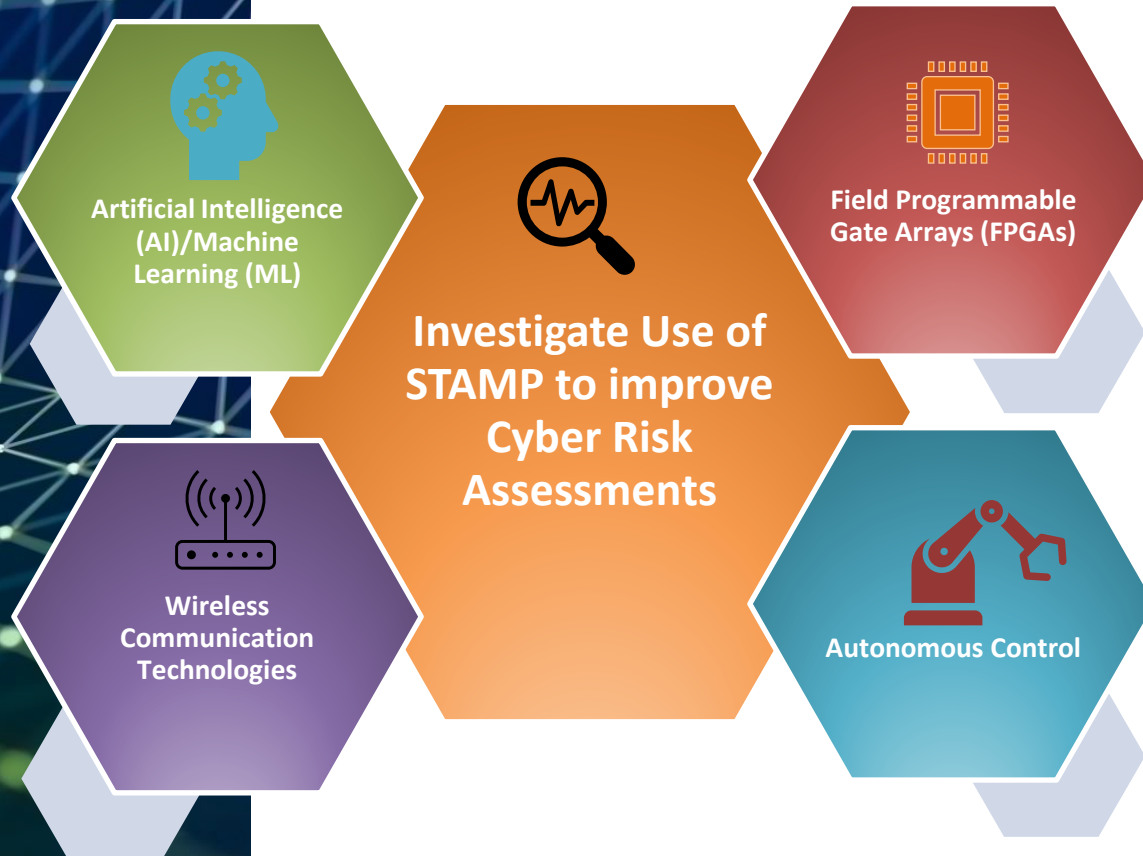 Artificial Intelligence
(AI)/Machine
Learning (ML)
Field Programmable
Gate Arrays (FPGAs)
Investigate Use of
STAMP to improve
Cyber Risk
Assessments
Wireless
Communication
Technologies
Autonomous Control